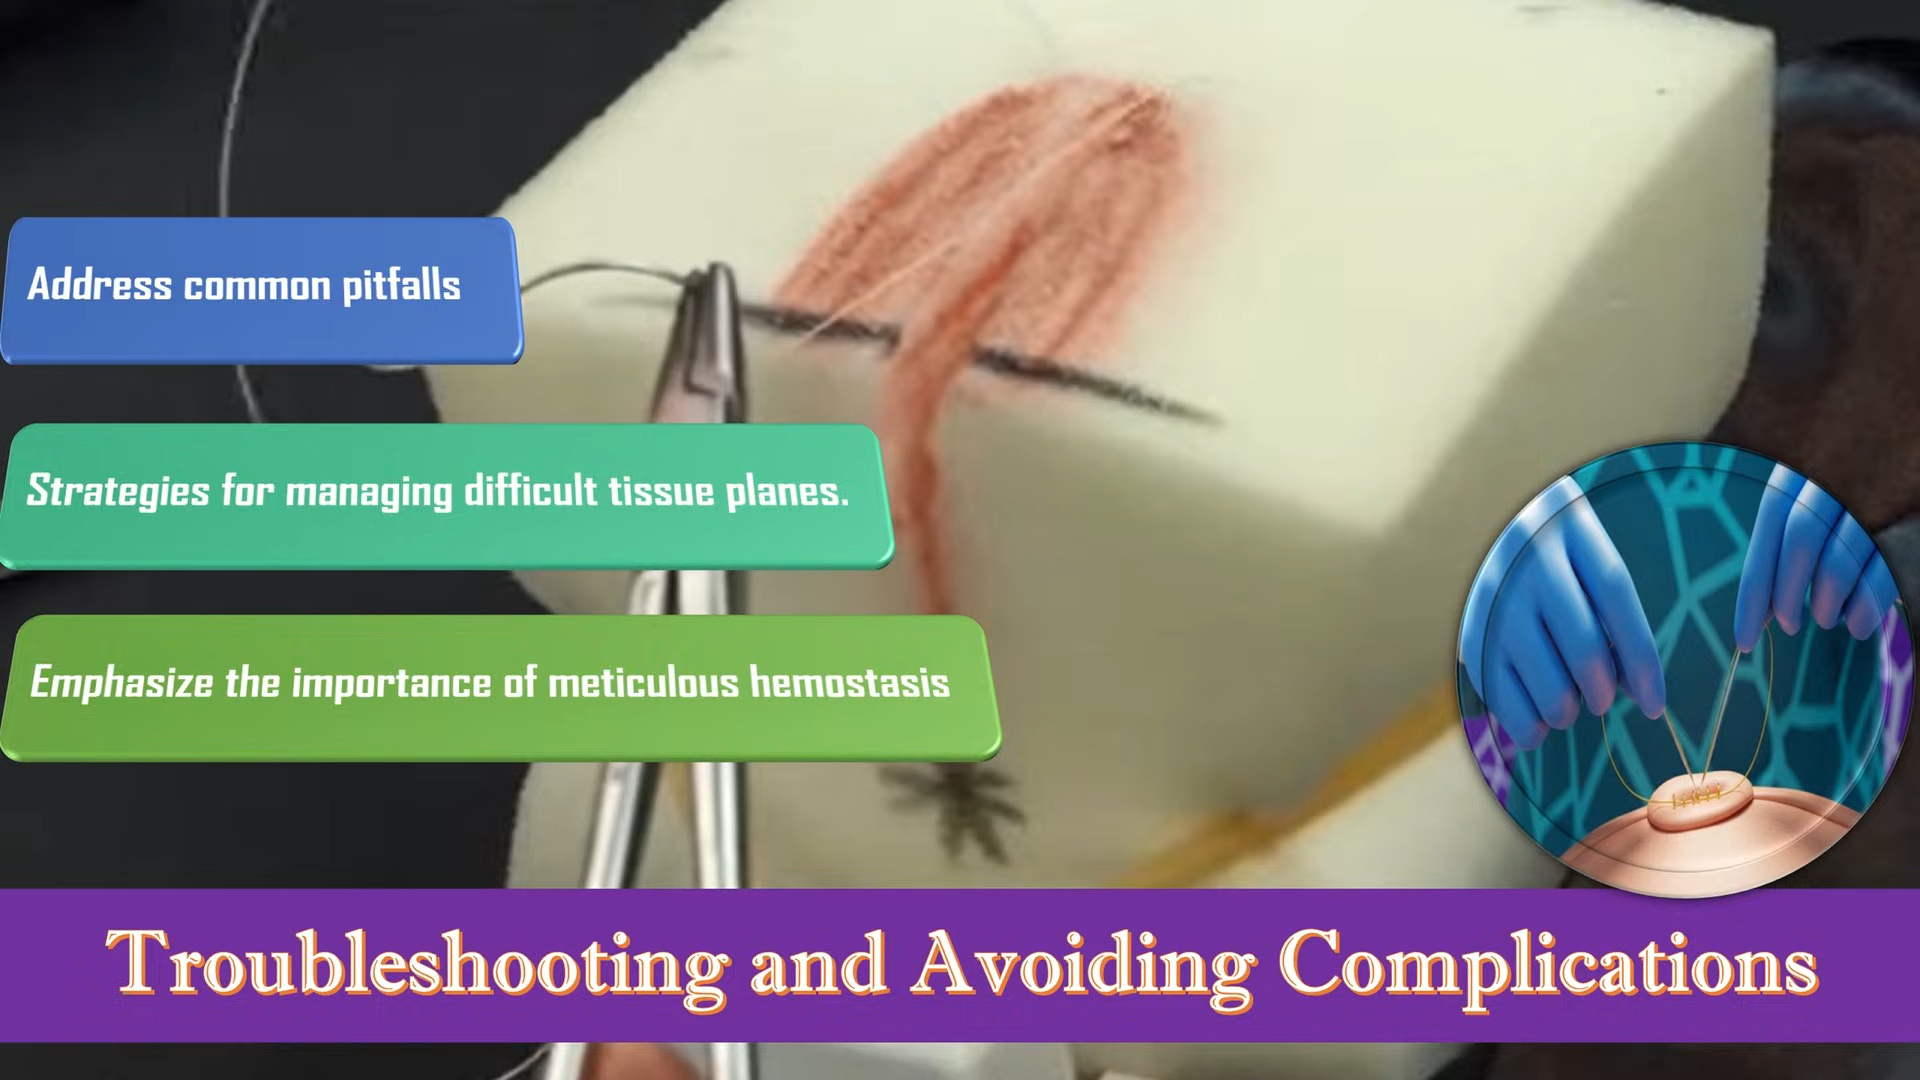 Address common pitfalls
Strategies for managing difficult tissue planes.
Emphasize the importance of meticulous hemostasis
Troubleshooting and Avoiding Complications